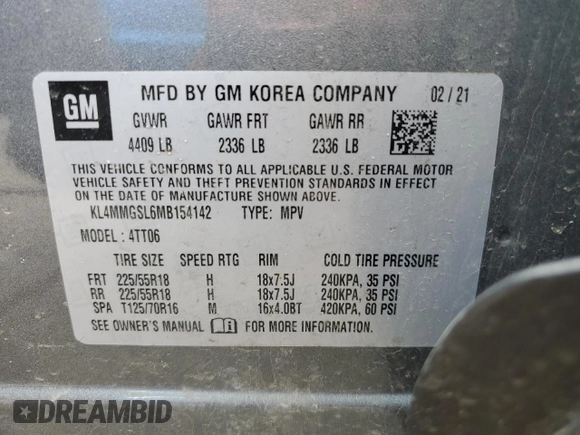 GM
MFD BY GM KOREA COMPANY 02 / 21
GVWR GAWR FRT GAWR RR
4409 LB 2336 LB 2336 LB
THIS VEHICLE CONFORMS TO ALL APPLICABLE U.S. FEDERAL MOTOR
VEHICLE SAFETY AND THEFT PREVENTION STANDARDS IN EFFECT ON
THE DATE OF MANUFACTURE SHOWN ABOVE.
KL4MMGSL6MB154142 TYPE: MPV
MODEL : 4TT06
TIRE SIZE SPEED RTG RIM COLD TIRE PRESSURE
FRT 225/55R18 H 18x7.5J 240KPA, 35 PSI
RR 225/55R18 H 18x7.5J 240KPA, 35 PSI
SPA T125/70R16 M 16x4.0BT 420KPA, 60 PSI
SEE OWNER'S MANUAL FOR MORE INFORMATION.
DREAMBID